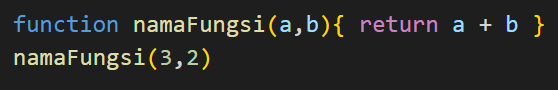 function namaFungsi(a,b){ return a + b }
namaFungsi(3,2)